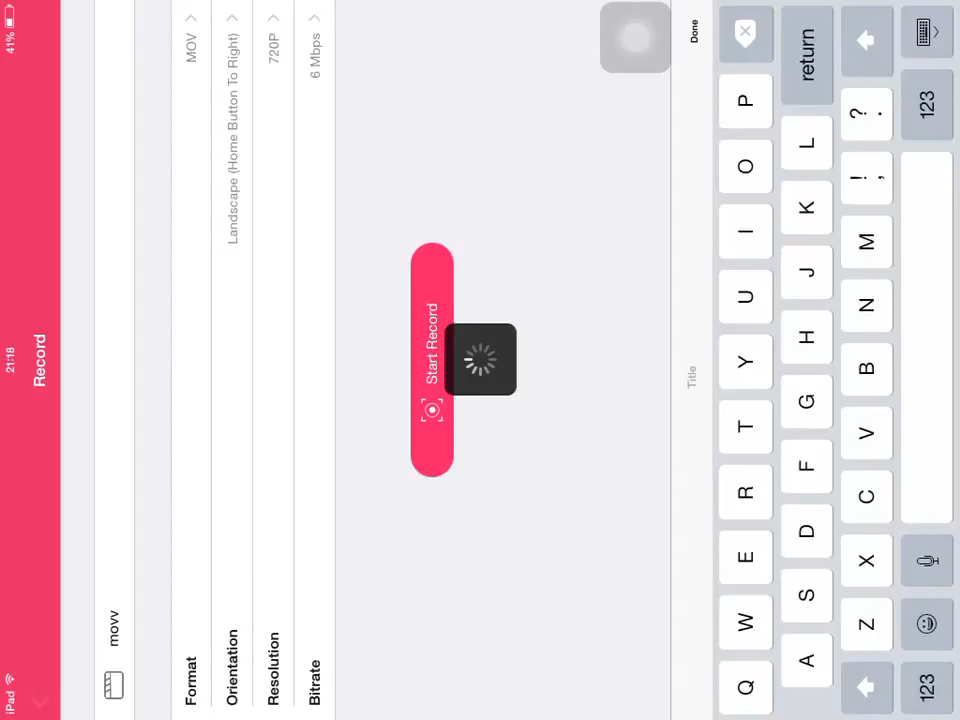 iPad 21:18 41%
Record
movv
Format MOV
Orientation Landscape (Home Button To Right)
Resolution 720P
Bitrate 6 Mbps
Start Record
Title Done
Q W E R T Y U I O P
A S D F G H J K L return
Z X C V B N M ! , ? .
123 123